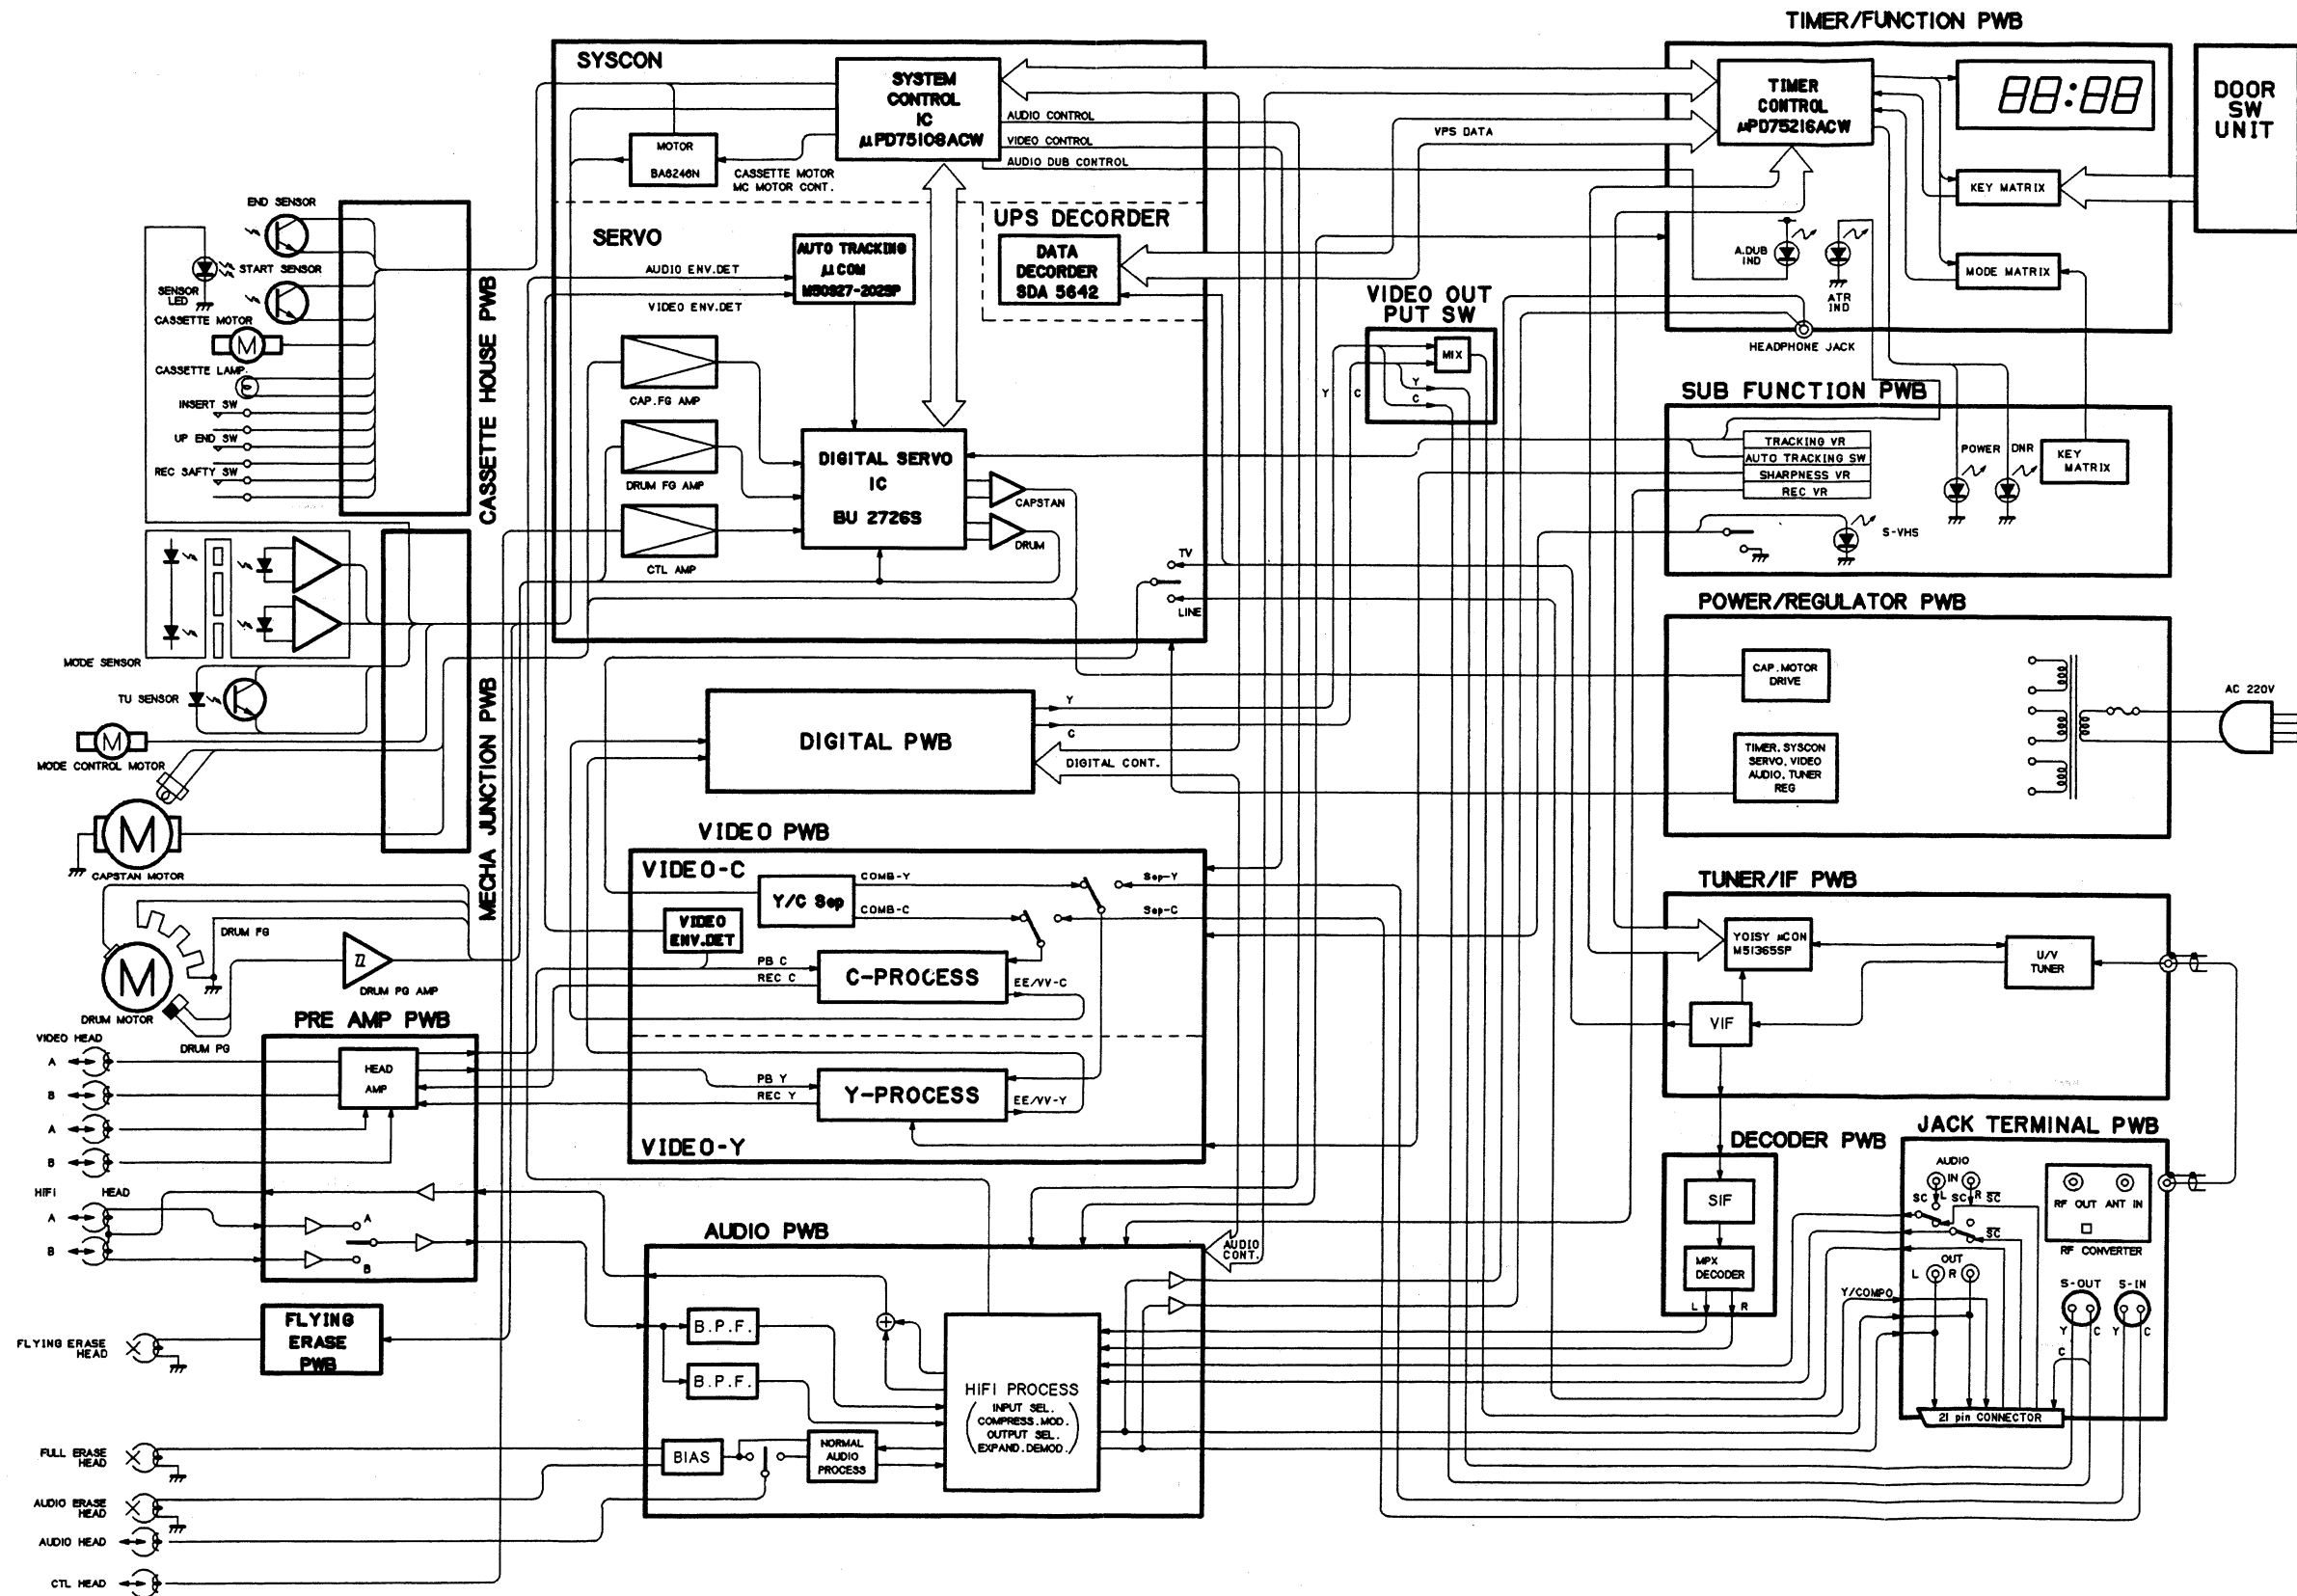 TIMER/FUNCTION PWB
SYSCON
SYSTEM
CONTROL
IC
μPD75108ACW
MOTOR
BA6246N
CASSETTE MOTOR
MC MOTOR CONT.
AUDIO CONTROL
VIDEO CONTROL
AUDIO DUB CONTROL
VPS DATA
TIMER
CONTROL
μPD75216ACW
88:88
DOOR
SW
UNIT
KEY MATRIX
MODE MATRIX
A.DUB
IND
ATR
IND
HEADPHONE JACK
END SENSOR
START SENSOR
SENSOR
LED
CASSETTE MOTOR
CASSETTE LAMP
INSERT SW
UP END SW
REC SAFTY SW
CASSETTE HOUSE PWB
SERVO
AUTO TRACKING
μCOM
M50927-202SP
AUDIO ENV.DET
VIDEO ENV.DET
UPS DECORDER
DATA
DECORDER
SDA 5642
CAP.FG AMP
DRUM FG AMP
CTL AMP
DIGITAL SERVO
IC
BU 2726S
CAPSTAN
DRUM
TV
LINE
VIDEO OUT
PUT SW
MIX
Y
C
Y
C
SUB FUNCTION PWB
TRACKING VR
AUTO TRACKING SW
SHARPNESS VR
REC VR
POWER
DNR
KEY
MATRIX
S-VHS
MODE SENSOR
TU SENSOR
MODE CONTROL MOTOR
M
CAPSTAN MOTOR
MECHA JUNCTION PWB
POWER/REGULATOR PWB
CAP.MOTOR
DRIVE
TIMER.SYSCON
SERVO.VIDEO
AUDIO.TUNER
REG
AC 220V
DIGITAL PWB
Y
C
DIGITAL CONT.
VIDEO PWB
VIDEO-C
Y/C Sep
COMB-Y
COMB-C
Sep-Y
Sep-C
VIDEO
ENV.DET
PB C
REC C
C-PROCESS
EE/VV-C
PB Y
REC Y
Y-PROCESS
EE/VV-Y
VIDEO-Y
DRUM FG
M
DRUM MOTOR
DRUM PG AMP
DRUM PG
PRE AMP PWB
VIDEO HEAD
A
B
A
B
HEAD
AMP
HIFI HEAD
A
B
A
B
TUNER/IF PWB
YOISY μCON
M51365SP
U/V
TUNER
VIF
DECODER PWB
SIF
MPX
DECODER
L
R
JACK TERMINAL PWB
AUDIO
IN
SC L SC R SC
SC
OUT
L
R
Y/COMPO
RF OUT ANT IN
RF CONVERTER
S-OUT
S-IN
Y C Y C
C
21 pin CONNECTOR
FLYING
ERASE
PWB
FLYING ERASE
HEAD
FULL ERASE
HEAD
AUDIO ERASE
HEAD
AUDIO HEAD
CTL HEAD
AUDIO PWB
AUDIO
CONT.
B.P.F.
B.P.F.
BIAS
NORMAL
AUDIO
PROCESS
HIFI PROCESS
INPUT SEL.
COMPRESS.MOD.
OUTPUT SEL.
EXPAND.DEMOD.